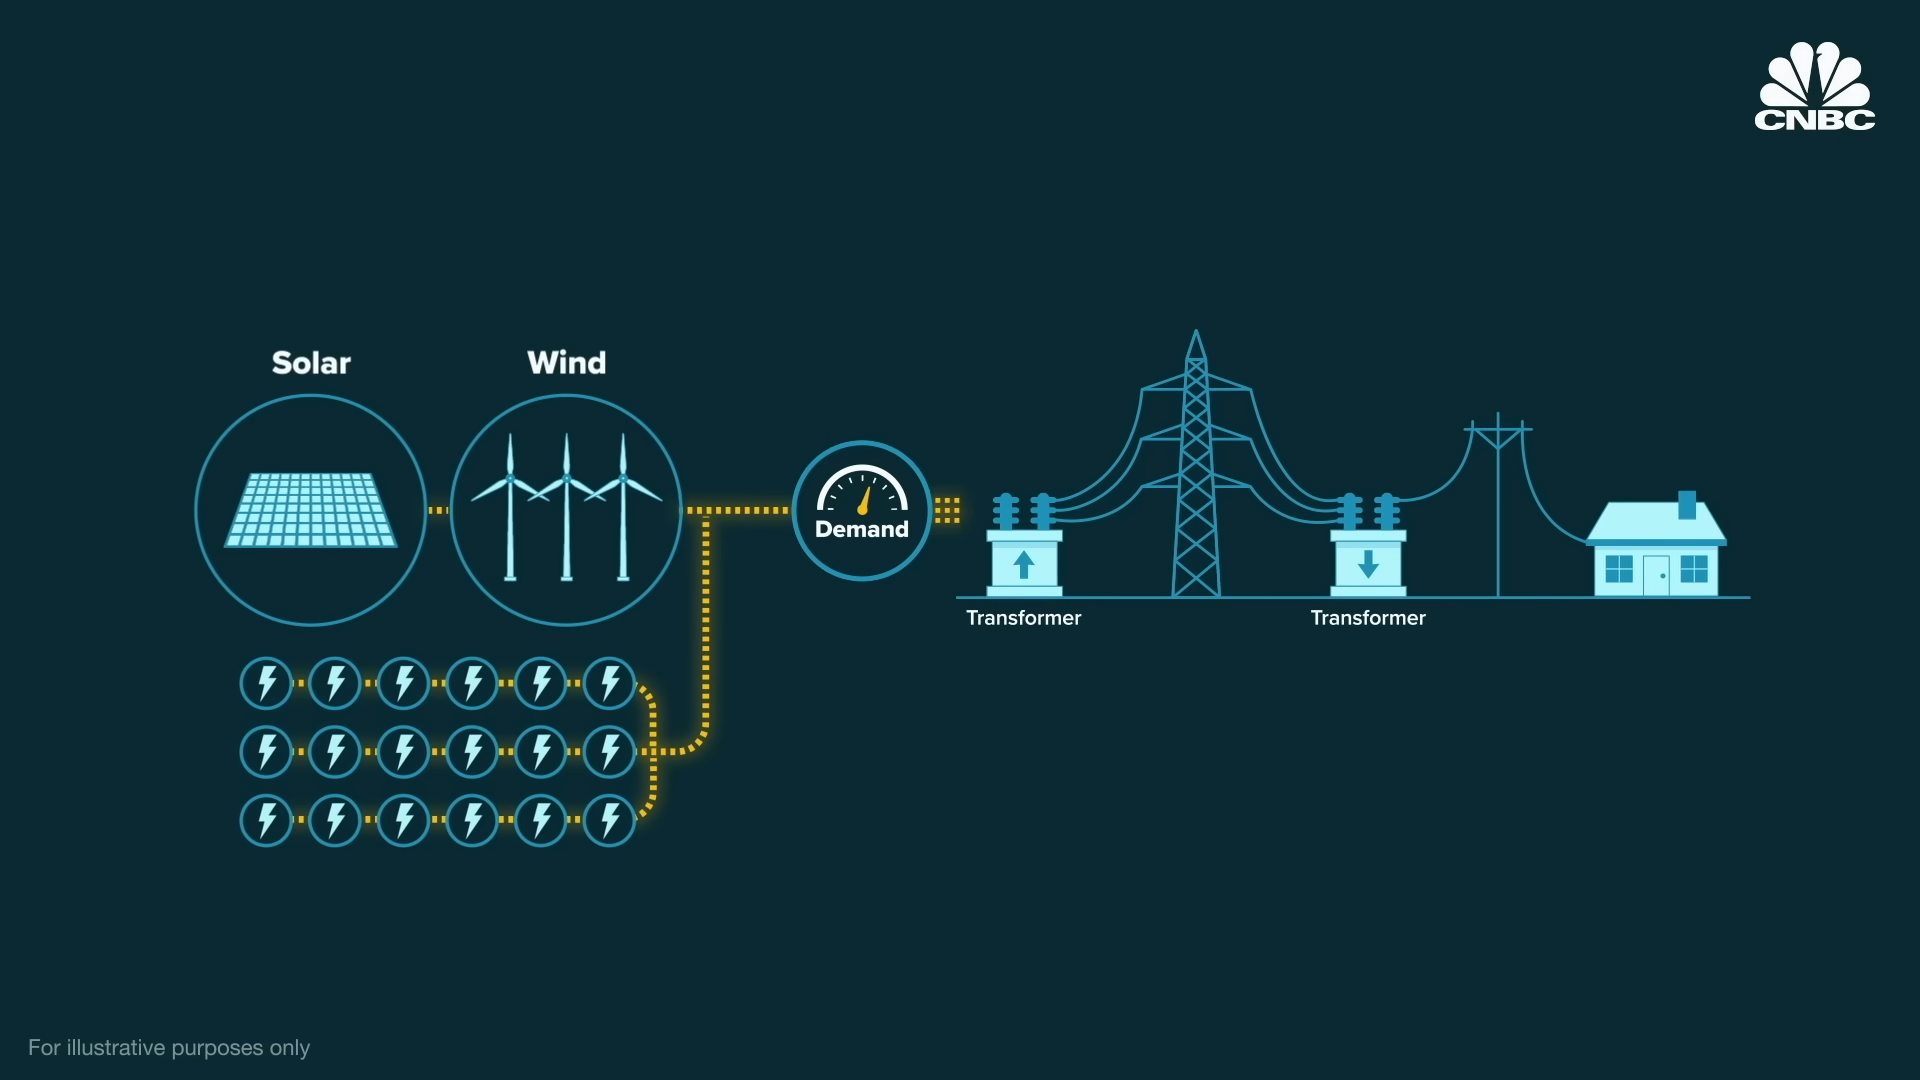 CNBC
Solar
Wind
Demand
Transformer
Transformer
For illustrative purposes only